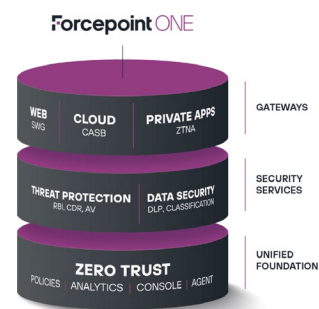 Forcepoint ONE
WEB
SWG
CLOUD
CASB
PRIVATE APPS
ZTNA
GATEWAYS
THREAT PROTECTION
RBI, CDR, AV
DATA SECURITY
DLP, CLASSIFICATION
SECURITY
SERVICES
ZERO TRUST
POLICIES | ANALYTICS | CONSOLE | AGENT
UNIFIED
FOUNDATION